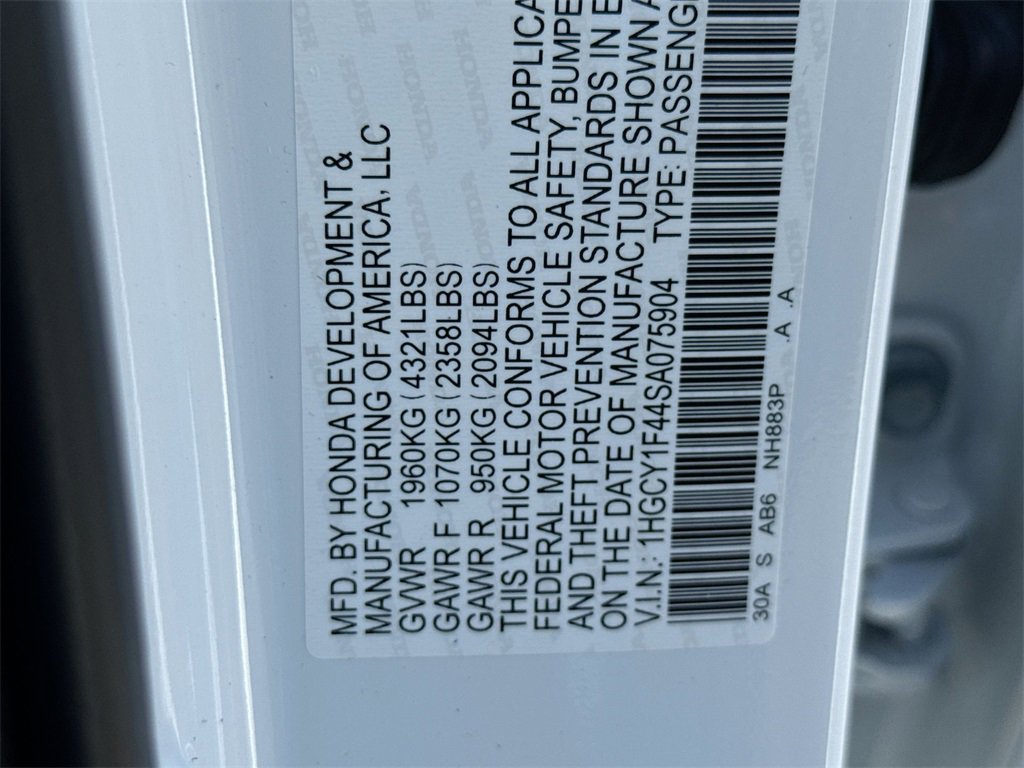 MFD. BY HONDA DEVELOPMENT &
MANUFACTURING OF AMERICA, LLC
GVWR 1960KG (4321LBS)
GAWR F 1070KG (2358LBS)
GAWR R 950KG (2094LBS)
THIS VEHICLE CONFORMS TO ALL APPLICA
FEDERAL MOTOR VEHICLE SAFETY, BUMPE
AND THEFT PREVENTION STANDARDS IN E
ON THE DATE OF MANUFACTURE SHOWN A
V.I.N.: 1HGCY1F44SA075904 TYPE: PASSENG
30A S AB6 NH883P .A .A